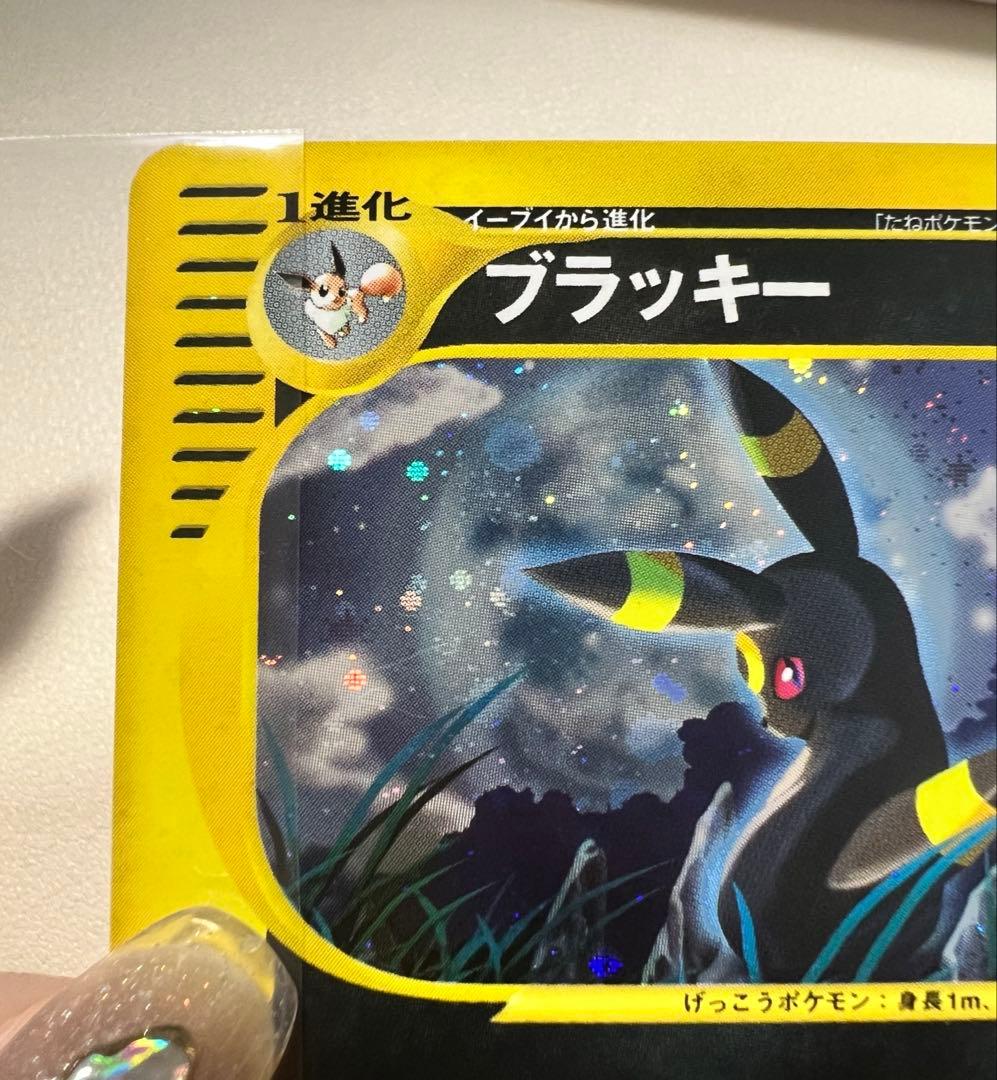 1進化
イーブイから進化
「たねポケモン
ブラッキー
げっこうポケモン：身長1m、